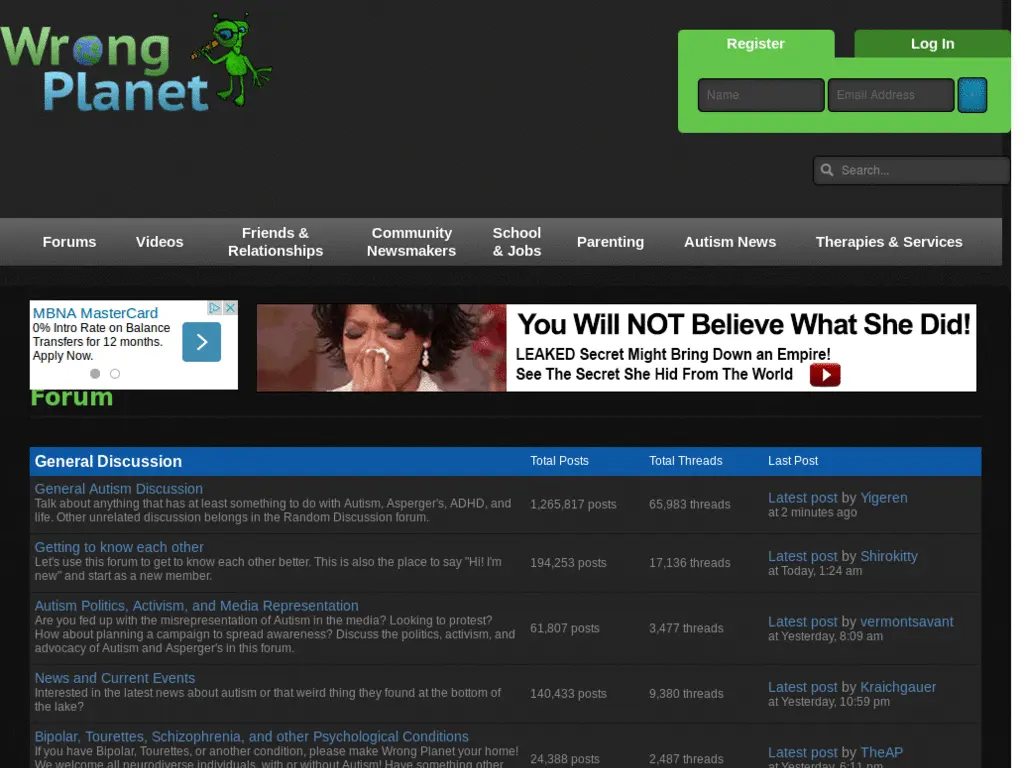 Wrong
Planet
Register
Log In
Name
Email Address
Search...
Forums
Videos
Friends &
Relationships
Community
Newsmakers
School
& Jobs
Parenting
Autism News
Therapies & Services
MBNA MasterCard
0% Intro Rate on Balance
Transfers for 12 months.
Apply Now.
You Will NOT Believe What She Did!
LEAKED Secret Might Bring Down an Empire!
See The Secret She Hid From The World
Forum
General Discussion
Total Posts
Total Threads
Last Post
General Autism Discussion
Talk about anything that has at least something to do with Autism, Asperger's, ADHD, and
life. Other unrelated discussion belongs in the Random Discussion forum.
1,265,817 posts
65,983 threads
Latest post by Yigeren
at 2 minutes ago
Getting to know each other
Let's use this forum to get to know each other better. This is also the place to say "Hi! I'm
new" and start as a new member.
194,253 posts
17,136 threads
Latest post by Shirokitty
at Today, 1:24 am
Autism Politics, Activism, and Media Representation
Are you fed up with the misrepresentation of Autism in the media? Looking to protest?
How about planning a campaign to spread awareness? Discuss the politics, activism, and
advocacy of Autism and Asperger's in this forum.
61,807 posts
3,477 threads
Latest post by vermontsavant
at Yesterday, 8:09 am
News and Current Events
Interested in the latest news about autism or that weird thing they found at the bottom of
the lake?
140,433 posts
9,380 threads
Latest post by Kraichgauer
at Yesterday, 10:59 pm
Bipolar, Tourettes, Schizophrenia, and other Psychological Conditions
If you have Bipolar, Tourettes, or another condition, please make Wrong Planet your home!
We welcome all neurodiverse individuals, with or without Autism! Have something other
24,388 posts
2,487 threads
Latest post by TheAP
at Yesterday, 6:11 pm